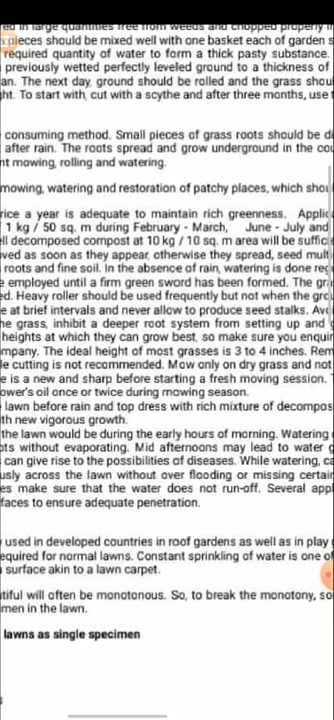 red in large quantities free from weeds and chopped properly i
pieces should be mixed well with one basket each of garden s
required quantity of water to form a thick pasty substance.
previously wetted perfectly leveled ground to a thickness of
an. The next day, ground should be rolled and the grass shou
ht. To start with, cut with a scythe and after three months, use
consuming method. Small pieces of grass roots should be di
after rain. The roots spread and grow underground in the cou
nt mowing, rolling and watering.
mowing, watering and restoration of patchy places, which shou
rice a year is adequate to maintain rich greenness. Applic
1 kg / 50 sq. m during February - March, June - July and
ll decomposed compost at 10 kg / 10 sq. m area will be suffici
ved as soon as they appear, otherwise they spread, seed mult
roots and fine soil. In the absence of rain, watering is done re
e employed until a firm green sword has been formed. The gr
ed. Heavy roller should be used frequently but not when the gr
e at brief intervals and never allow to produce seed stalks. Av
he grass, inhibit a deeper root system from setting up and
heights at which they can grow best, so make sure you enquir
mpany. The ideal height of most grasses is 3 to 4 inches. Rem
le cutting is not recommended. Mow only on dry grass and not
e is a new and sharp before starting a fresh moving session.
ower's oil once or twice during mowing season.
lawn before rain and top dress with rich mixture of decompos
ith new vigorous growth.
the lawn would be during the early hours of morning. Watering
ots without evaporating. Mid afternoons may lead to water
can give rise to the possibilities of diseases. While watering, ca
usly across the lawn without over flooding or missing certain
es make sure that the water does not run-off. Several appl
faces to ensure adequate penetration.
used in developed countries in roof gardens as well as in play
equired for normal lawns. Constant sprinkling of water is one of
surface akin to a lawn carpet.
tiful will often be monotonous. So, to break the monotony, so
men in the lawn.
lawns as single specimen